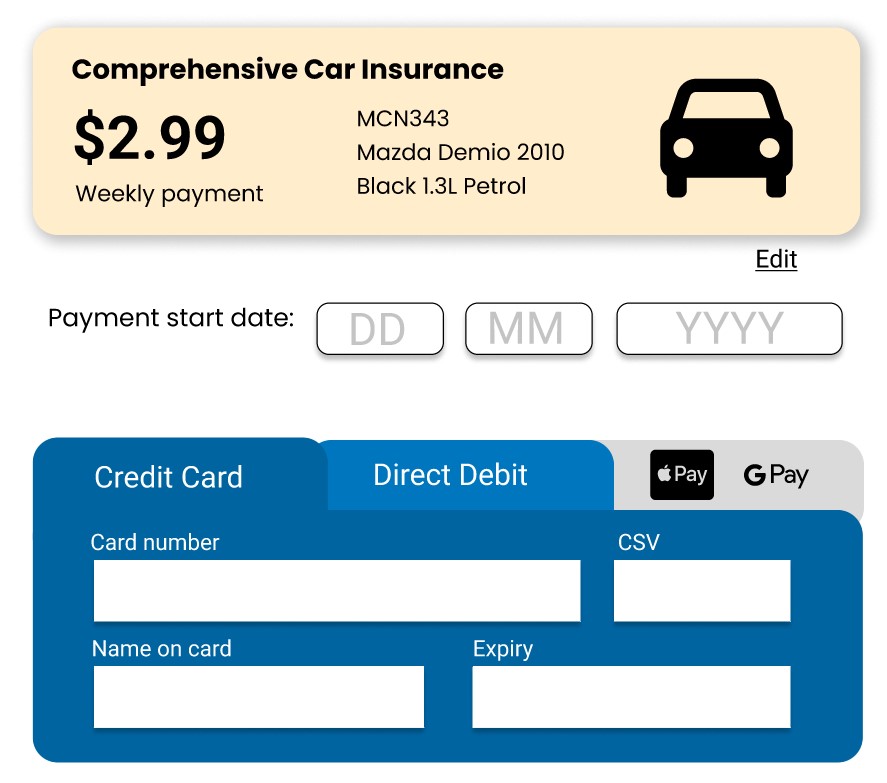 Comprehensive Car Insurance
$2.99
Weekly payment
MCN343
Mazda Demio 2010
Black 1.3L Petrol
Edit
Payment start date:
DD
MM
YYYY
Credit Card
Direct Debit
Pay
G Pay
Card number
CSV
Name on card
Expiry